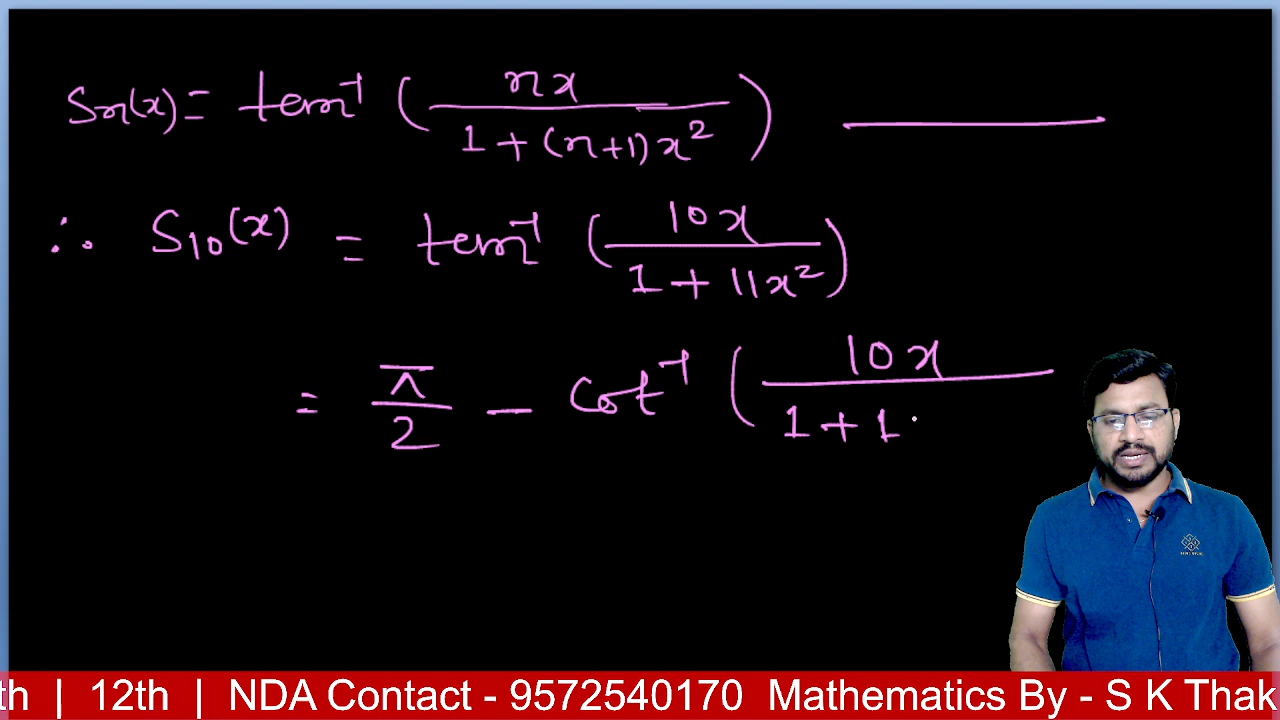 Sn(x) = tan⁻¹ ( nx / 1 + (n+1)x² )
∴ S₁₀(x) = tan⁻¹ ( 10x / 1 + 11x² )
= π/2 - cot⁻¹ ( 10x / 1 + 1
th | 12th | NDA Contact - 9572540170 Mathematics By - S K Thak